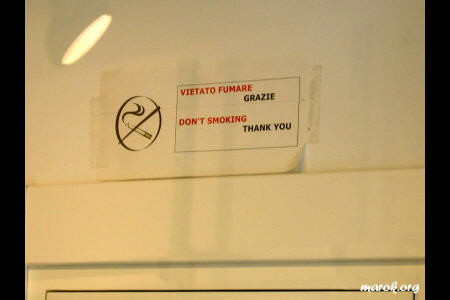 VIETATO FUMARE
GRAZIE
DON'T SMOKING
THANK YOU
marok.org